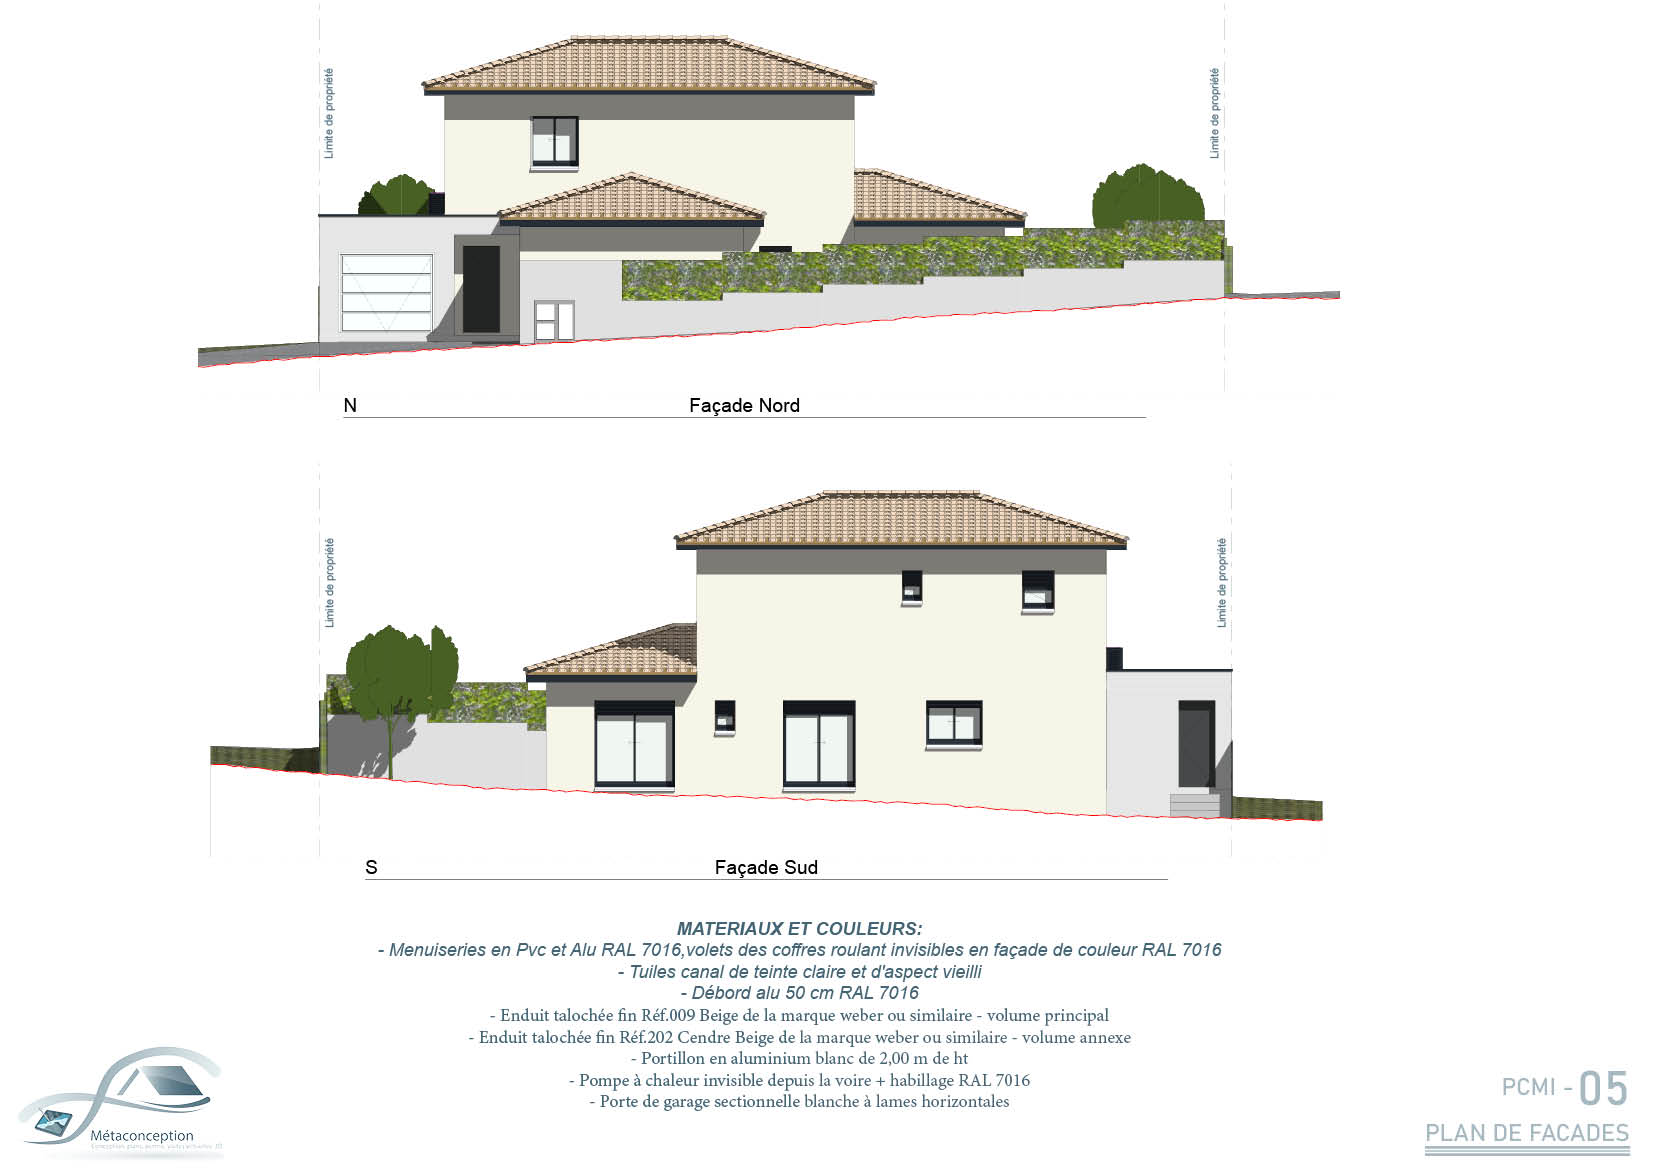 Limite de propriété
Limite de propriété
N
Façade Nord
Limite de propriété
Limite de propriété
S
Façade Sud
MATERIAUX ET COULEURS:
- Menuiseries en Pvc et Alu RAL 7016,volets des coffres roulant invisibles en façade de couleur RAL 7016
- Tuiles canal de teinte claire et d'aspect vieilli
- Débord alu 50 cm RAL 7016
- Enduit talochée fin Réf.009 Beige de la marque weber ou similaire - volume principal
- Enduit talochée fin Réf.202 Cendre Beige de la marque weber ou similaire - volume annexe
- Portillon en aluminium blanc de 2,00 m de ht
- Pompe à chaleur invisible depuis la voire + habillage RAL 7016
- Porte de garage sectionnelle blanche à lames horizontales
Métaconception
PCMI - 05
PLAN DE FACADES